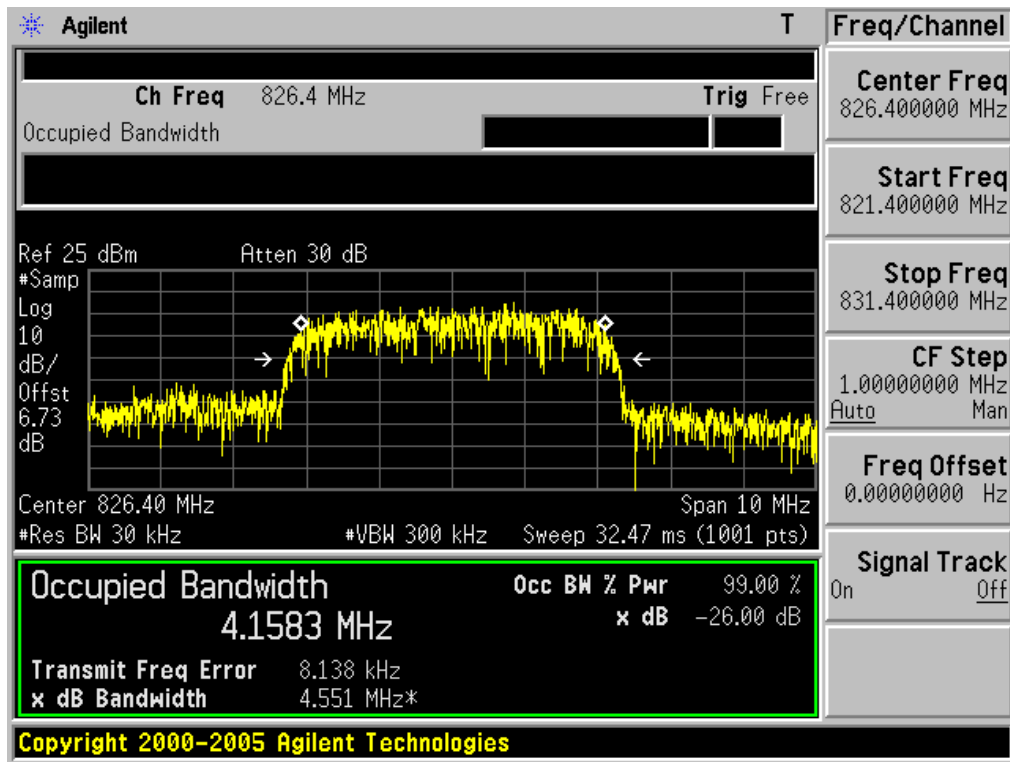 Agilent T
Freq/Channel
Ch Freq 826.4 MHz Trig Free
Occupied Bandwidth
Center Freq
826.400000 MHz
Start Freq
821.400000 MHz
Stop Freq
831.400000 MHz
CF Step
1.00000000 MHz
Auto Man
Freq Offset
0.00000000 Hz
Signal Track
On Off
Ref 25 dBm Atten 30 dB
#Samp
Log
10
dB/
Offst
6.73
dB
Center 826.40 MHz Span 10 MHz
#Res BW 30 kHz #VBW 300 kHz Sweep 32.47 ms (1001 pts)
Occupied Bandwidth Occ BW % Pwr 99.00 %
4.1583 MHz x dB -26.00 dB
Transmit Freq Error 8.138 kHz
x dB Bandwidth 4.551 MHz*
Copyright 2000-2005 Agilent Technologies